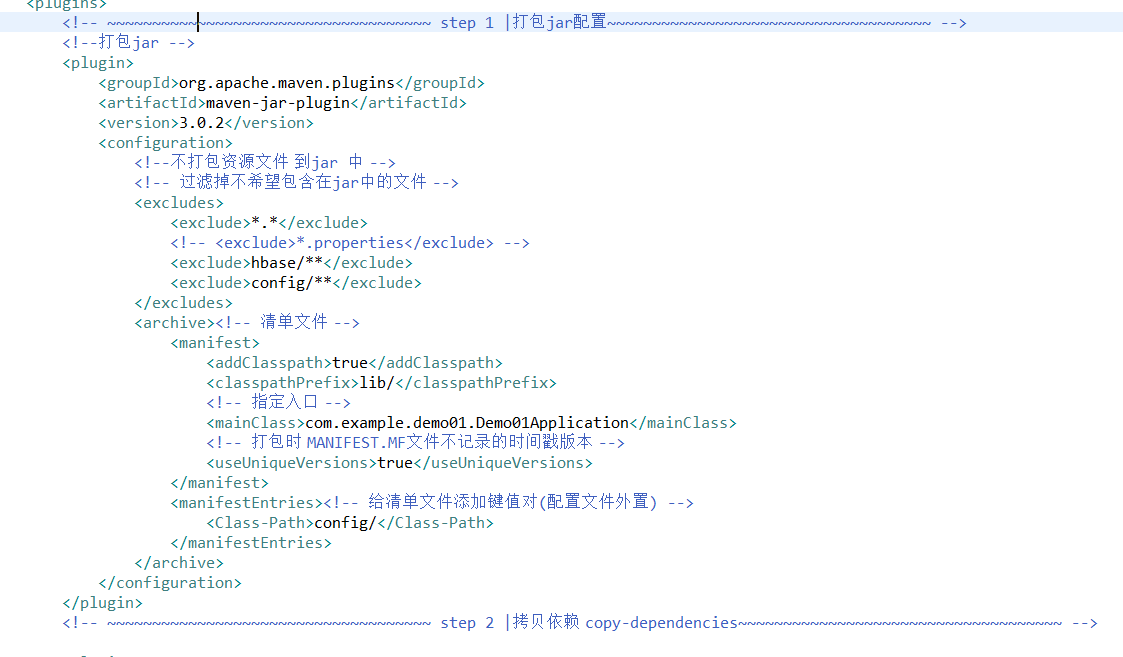 <plugins>
<!-- ~~~~~~~~~~~~~~~~~~~~~~~~~~~~~~~~~~~~ step 1 |打包jar配置~~~~~~~~~~~~~~~~~~~~~~~~~~~~~~~~~~~~ -->
<!--打包jar -->
<plugin>
<groupId>org.apache.maven.plugins</groupId>
<artifactId>maven-jar-plugin</artifactId>
<version>3.0.2</version>
<configuration>
<!--不打包资源文件 到jar 中 -->
<!-- 过滤掉不希望包含在jar中的文件 -->
<excludes>
<exclude>*.*</exclude>
<!-- <exclude>*.properties</exclude> -->
<exclude>hbase/**</exclude>
<exclude>config/**</exclude>
</excludes>
<archive><!-- 清单文件 -->
<manifest>
<addClasspath>true</addClasspath>
<classpathPrefix>lib/</classpathPrefix>
<!-- 指定入口 -->
<mainClass>com.example.demo01.Demo01Application</mainClass>
<!-- 打包时 MANIFEST.MF文件不记录的时间戳版本 -->
<useUniqueVersions>true</useUniqueVersions>
</manifest>
<manifestEntries><!-- 给清单文件添加键值对(配置文件外置) -->
<Class-Path>config/</Class-Path>
</manifestEntries>
</archive>
</configuration>
</plugin>
<!-- ~~~~~~~~~~~~~~~~~~~~~~~~~~~~~~~~~~~~ step 2 |拷贝依赖 copy-dependencies~~~~~~~~~~~~~~~~~~~~~~~~~~~~~~~~~~~~ -->